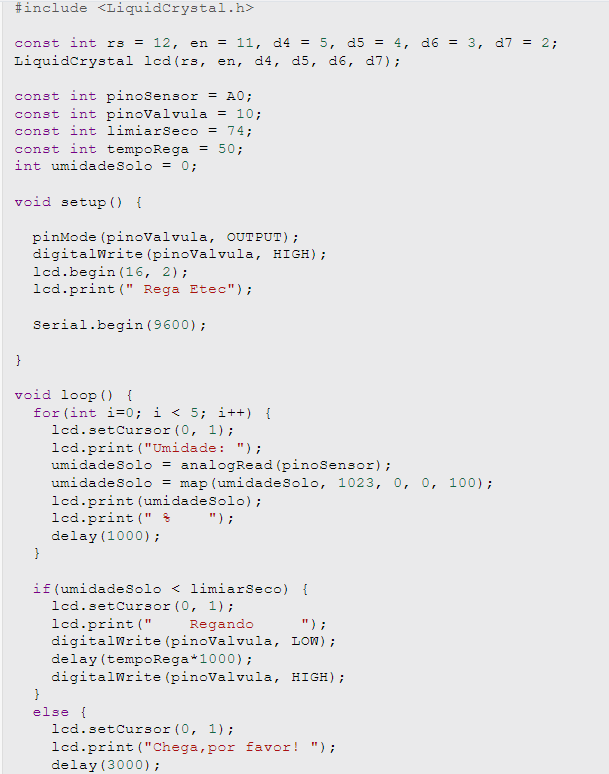 #include <LiquidCrystal.h>
const int rs = 12, en = 11, d4 = 5, d5 = 4, d6 = 3, d7 = 2;
LiquidCrystal lcd(rs, en, d4, d5, d6, d7);
const int pinoSensor = A0;
const int pinoValvula = 10;
const int limiarSeco = 74;
const int tempoRega = 50;
int umidadeSolo = 0;
void setup() {
  pinMode(pinoValvula, OUTPUT);
  digitalWrite(pinoValvula, HIGH);
  lcd.begin(16, 2);
  lcd.print(" Rega Etec");
  Serial.begin(9600);
}
void loop() {
  for(int i=0; i < 5; i++) {
    lcd.setCursor(0, 1);
    lcd.print("Umidade: ");
    umidadeSolo = analogRead(pinoSensor);
    umidadeSolo = map(umidadeSolo, 1023, 0, 0, 100);
    lcd.print(umidadeSolo);
    lcd.print(" %    ");
    delay(1000);
  }
  if(umidadeSolo < limiarSeco) {
    lcd.setCursor(0, 1);
    lcd.print("    Regando     ");
    digitalWrite(pinoValvula, LOW);
    delay(tempoRega*1000);
    digitalWrite(pinoValvula, HIGH);
  }
  else {
    lcd.setCursor(0, 1);
    lcd.print("Chega,por favor! ");
    delay(3000);